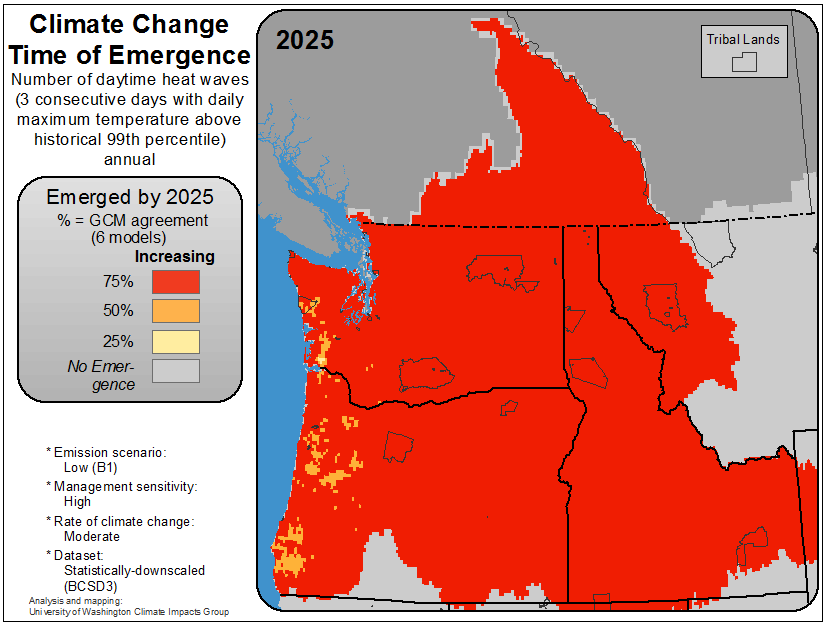 Climate Change
Time of Emergence
Number of daytime heat waves
(3 consecutive days with daily
maximum temperature above
historical 99th percentile)
annual
Emerged by 2025
% = GCM agreement
(6 models)
Increasing
75%
50%
25%
No Emer-
gence
* Emission scenario:
Low (B1)
* Management sensitivity:
High
* Rate of climate change:
Moderate
* Dataset:
Statistically-downscaled
(BCSD3)
Analysis and mapping:
University of Washington Climate Impacts Group
2025
Tribal Lands